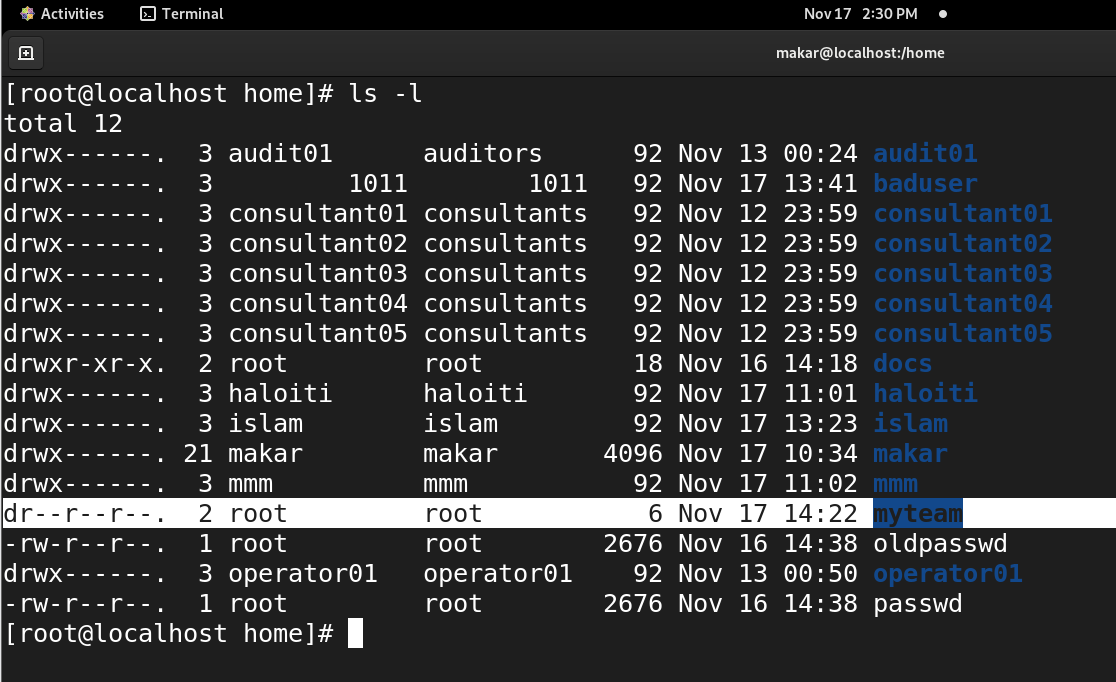 Activities Terminal Nov 17 2:30 PM
makar@localhost:/home
[root@localhost home]# ls -l
total 12
drwx------.  3 audit01      auditors      92 Nov 13 00:24 audit01
drwx------.  3         1011        1011   92 Nov 17 13:41 baduser
drwx------.  3 consultant01 consultants   92 Nov 12 23:59 consultant01
drwx------.  3 consultant02 consultants   92 Nov 12 23:59 consultant02
drwx------.  3 consultant03 consultants   92 Nov 12 23:59 consultant03
drwx------.  3 consultant04 consultants   92 Nov 12 23:59 consultant04
drwx------.  3 consultant05 consultants   92 Nov 12 23:59 consultant05
drwxr-xr-x.  2 root         root          18 Nov 16 14:18 docs
drwx------.  3 haloiti      haloiti       92 Nov 17 11:01 haloiti
drwx------.  3 islam        islam         92 Nov 17 13:23 islam
drwx------. 21 makar        makar       4096 Nov 17 10:34 makar
drwx------.  3 mmm          mmm           92 Nov 17 11:02 mmm
dr--r--r--.  2 root         root           6 Nov 17 14:22 myteam
-rw-r--r--.  1 root         root        2676 Nov 16 14:38 oldpasswd
drwx------.  3 operator01   operator01    92 Nov 13 00:50 operator01
-rw-r--r--.  1 root         root        2676 Nov 16 14:38 passwd
[root@localhost home]#